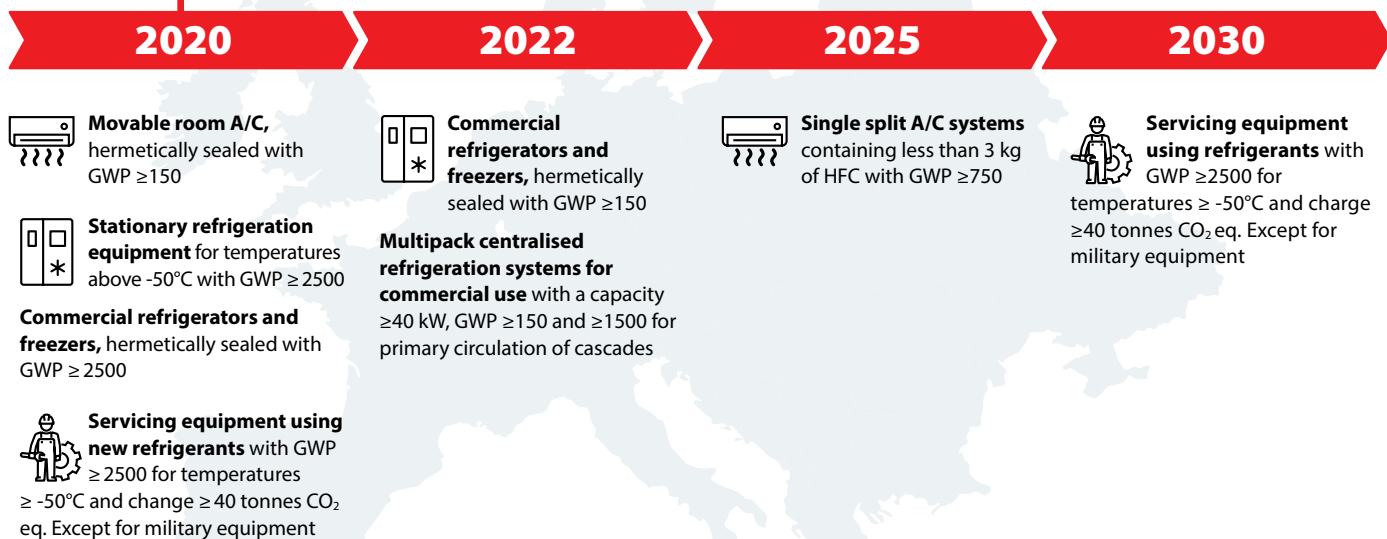 2020
Movable room A/C,
hermetically sealed with
GWP ≥150
Stationary refrigeration
equipment for temperatures
above -50°C with GWP ≥ 2500
Commercial refrigerators and
freezers, hermetically sealed with
GWP ≥ 2500
Servicing equipment using
new refrigerants with GWP
≥ 2500 for temperatures
≥ -50°C and change ≥ 40 tonnes CO₂
eq. Except for military equipment
2022
Commercial
refrigerators and
freezers, hermetically
sealed with GWP ≥150
Multipack centralised
refrigeration systems for
commercial use with a capacity
≥40 kW, GWP ≥150 and ≥1500 for
primary circulation of cascades
2025
Single split A/C systems
containing less than 3 kg
of HFC with GWP ≥750
2030
Servicing equipment
using refrigerants with
GWP ≥2500 for
temperatures ≥ -50°C and charge
≥40 tonnes CO₂ eq. Except for
military equipment